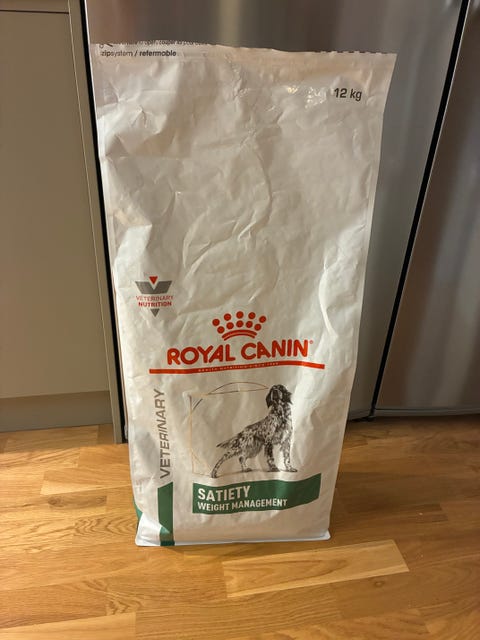 zipsystem / refermable
12 kg
VETERINARY
NUTRITION
ROYAL CANIN®
VETERINARY
SATIETY
WEIGHT MANAGEMENT